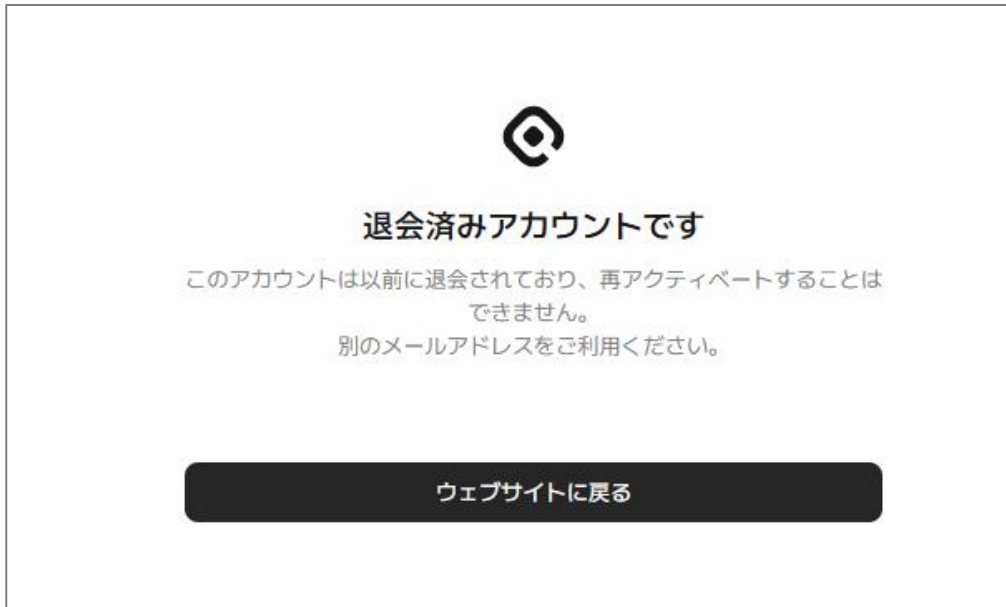 退会済みアカウントです
このアカウントは以前に退会されており、再アクティベートすることは
できません。
別のメールアドレスをご利用ください。
ウェブサイトに戻る